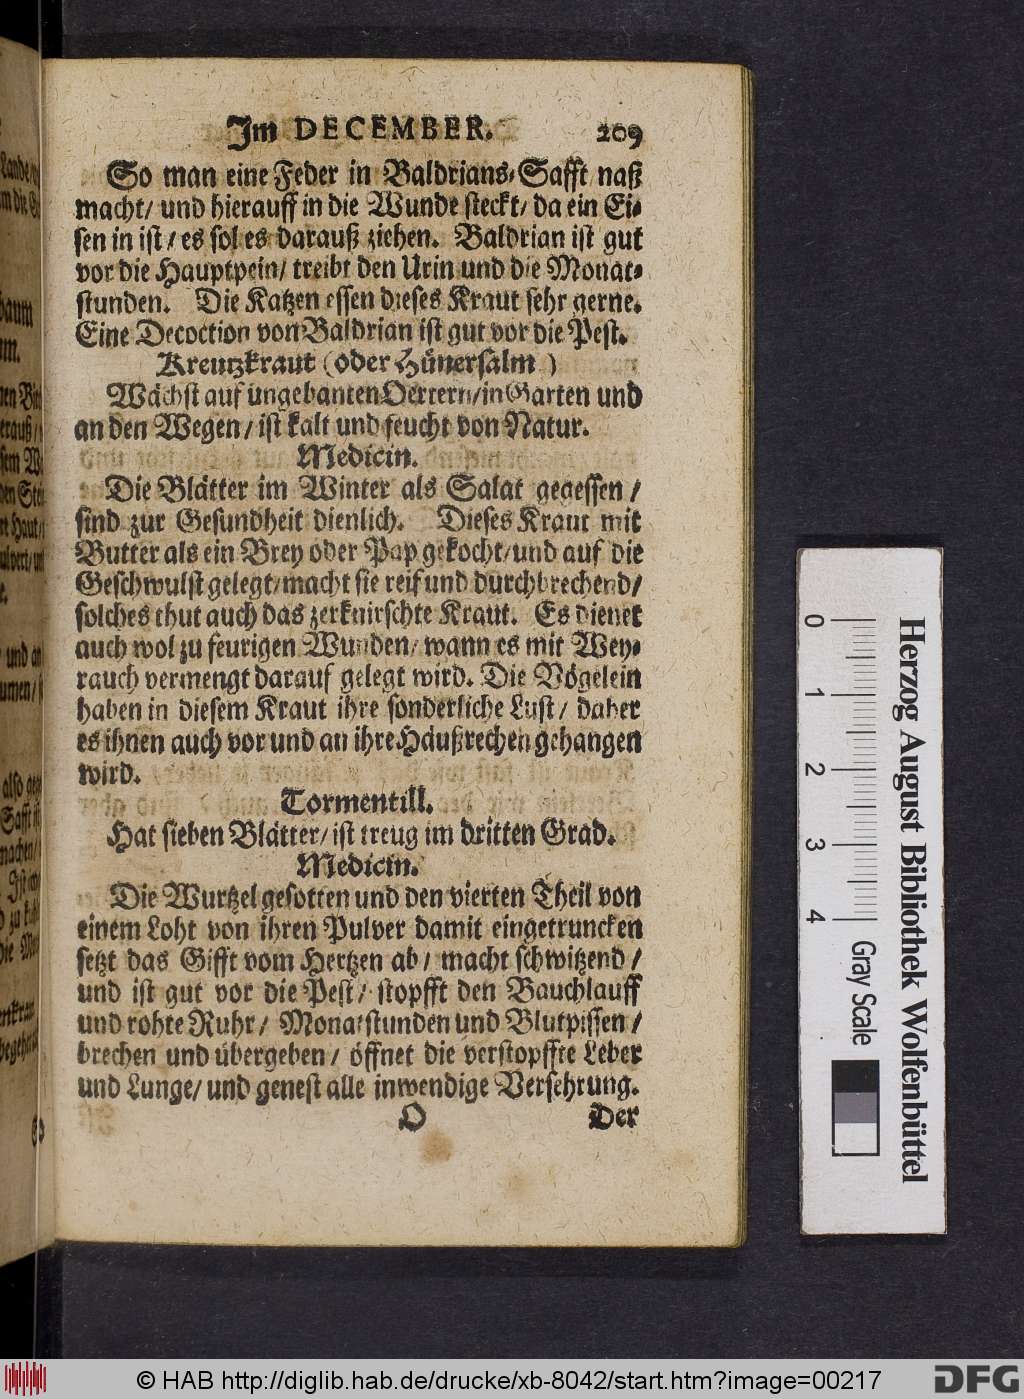 Im DECEMBER. 209
So man eine Feder in Baldrians-Safft naß
macht/ und hierauff in die Wunde steckt/ da ein Ei-
sen in ist/ es sol es darauß ziehen. Baldrian ist gut
vor die Hauptpein/ treibt den Urin und die Monat-
stunden. Die Katzen essen dieses Kraut sehr gerne.
Eine Decoction von Baldrian ist gut vor die Pest.
Kreutzkraut (oder Hünersalm)
Wächst auf ungebanten Oertern/ in Garten und
an den Wegen/ ist kalt und feucht von Natur.
Medicin.
Die Blätter im Winter als Salat gegessen/
sind zur Gesundheit dienlich. Dieses Kraut mit
Butter als ein Brey oder Pap gekocht/ und auf die
Geschwulst gelegt/ macht sie reif und durchbrechend/
solches thut auch das zerknirschte Kraut. Es dienet
auch wol zu feurigen Wunden/ wann es mit Wey-
rauch vermengt darauf gelegt wird. Die Vögelein
haben in diesem Kraut ihre sonderliche Lust/ daher
es ihnen auch vor und an ihre Häußrechen gehangen
wird.
Tormentill.
Hat sieben Blätter/ ist treug im dritten Grad.
Medicin.
Die Wurtzel gesotten und den vierten Theil von
einem Loht von ihren Pulver damit eingetruncken
setzt das Gifft vom Hertzen ab/ macht schwitzend/
und ist gut vor die Pest/ stopfft den Bauchlauff
und rohte Ruhr/ Monatstunden und Blutpissen/
brechen und übergeben/ öffnet die verstopffte Leber
und Lunge/ und genest alle inwendige Versehrung.
O Der
0 1 2 3 4 Gray Scale
Herzog August Bibliothek Wolfenbüttel
© HAB http://diglib.hab.de/drucke/xb-8042/start.htm?image=00217 DFG